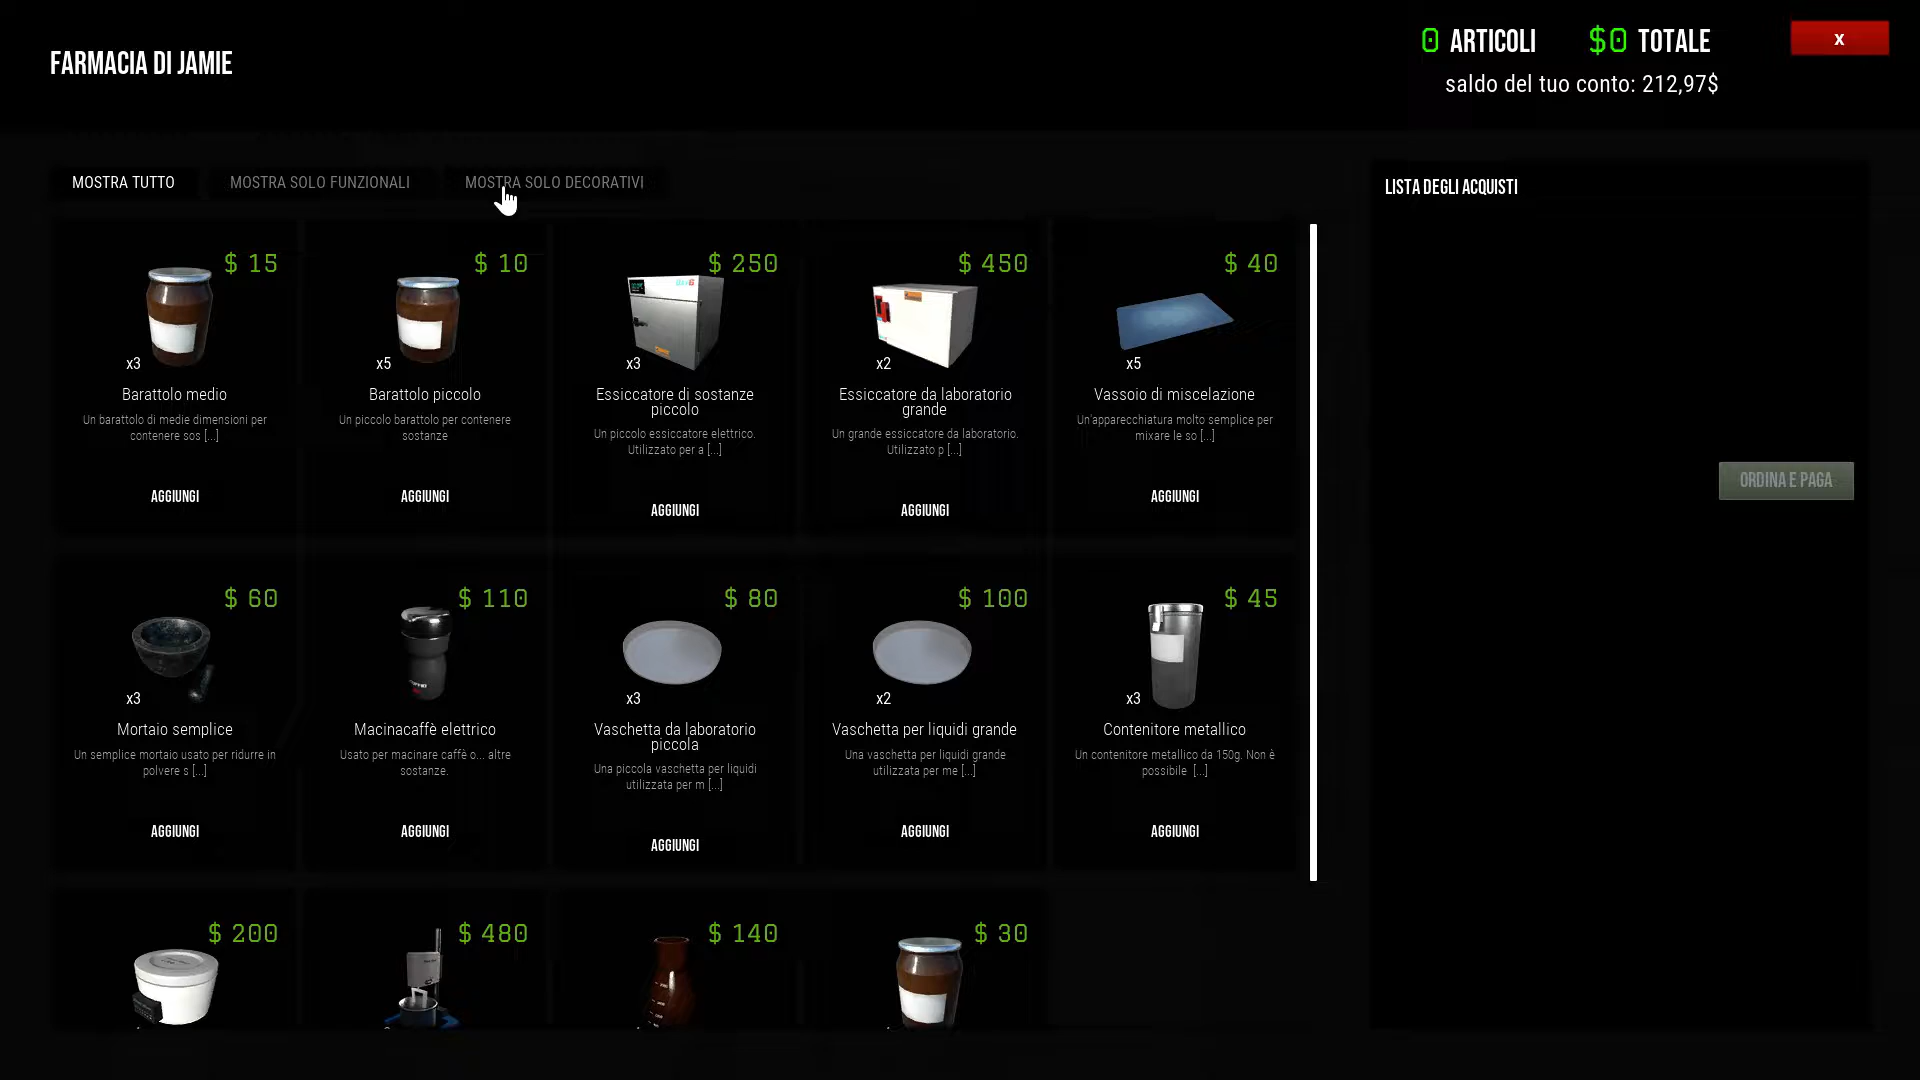 FARMACIA DI JAMIE
0 ARTICOLI $0 TOTALE
x
saldo del tuo conto: 212,97$
MOSTRA TUTTO MOSTRA SOLO FUNZIONALI MOSTRA SOLO DECORATIVI
LISTA DEGLI ACQUISTI
$ 15
x3
Barattolo medio
Un barattolo di medie dimensioni per
contenere sos [...]
AGGIUNGI
$ 10
x5
Barattolo piccolo
Un piccolo barattolo per contenere
sostanze
AGGIUNGI
$ 250
x3
Essiccatore di sostanze
piccolo
Un piccolo essiccatore elettrico.
Utilizzato per a [...]
AGGIUNGI
$ 450
x2
Essiccatore da laboratorio
grande
Un grande essiccatore da laboratorio.
Utilizzato p [...]
AGGIUNGI
$ 40
x5
Vassoio di miscelazione
Un'apparecchiatura molto semplice per
mixare le so [...]
AGGIUNGI
ORDINA E PAGA
$ 60
x3
Mortaio semplice
Un semplice mortaio usato per ridurre in
polvere s [...]
AGGIUNGI
$ 110
Macinacaffè elettrico
Usato per macinare caffè o... altre
sostanze.
AGGIUNGI
$ 80
x3
Vaschetta da laboratorio
piccola
Una piccola vaschetta per liquidi
utilizzata per m [...]
AGGIUNGI
$ 100
x2
Vaschetta per liquidi grande
Una vaschetta per liquidi grande
utilizzata per me [...]
AGGIUNGI
$ 45
x3
Contenitore metallico
Un contenitore metallico da 150g. Non è
possibile [...]
AGGIUNGI
$ 200
$ 480
$ 140
$ 30